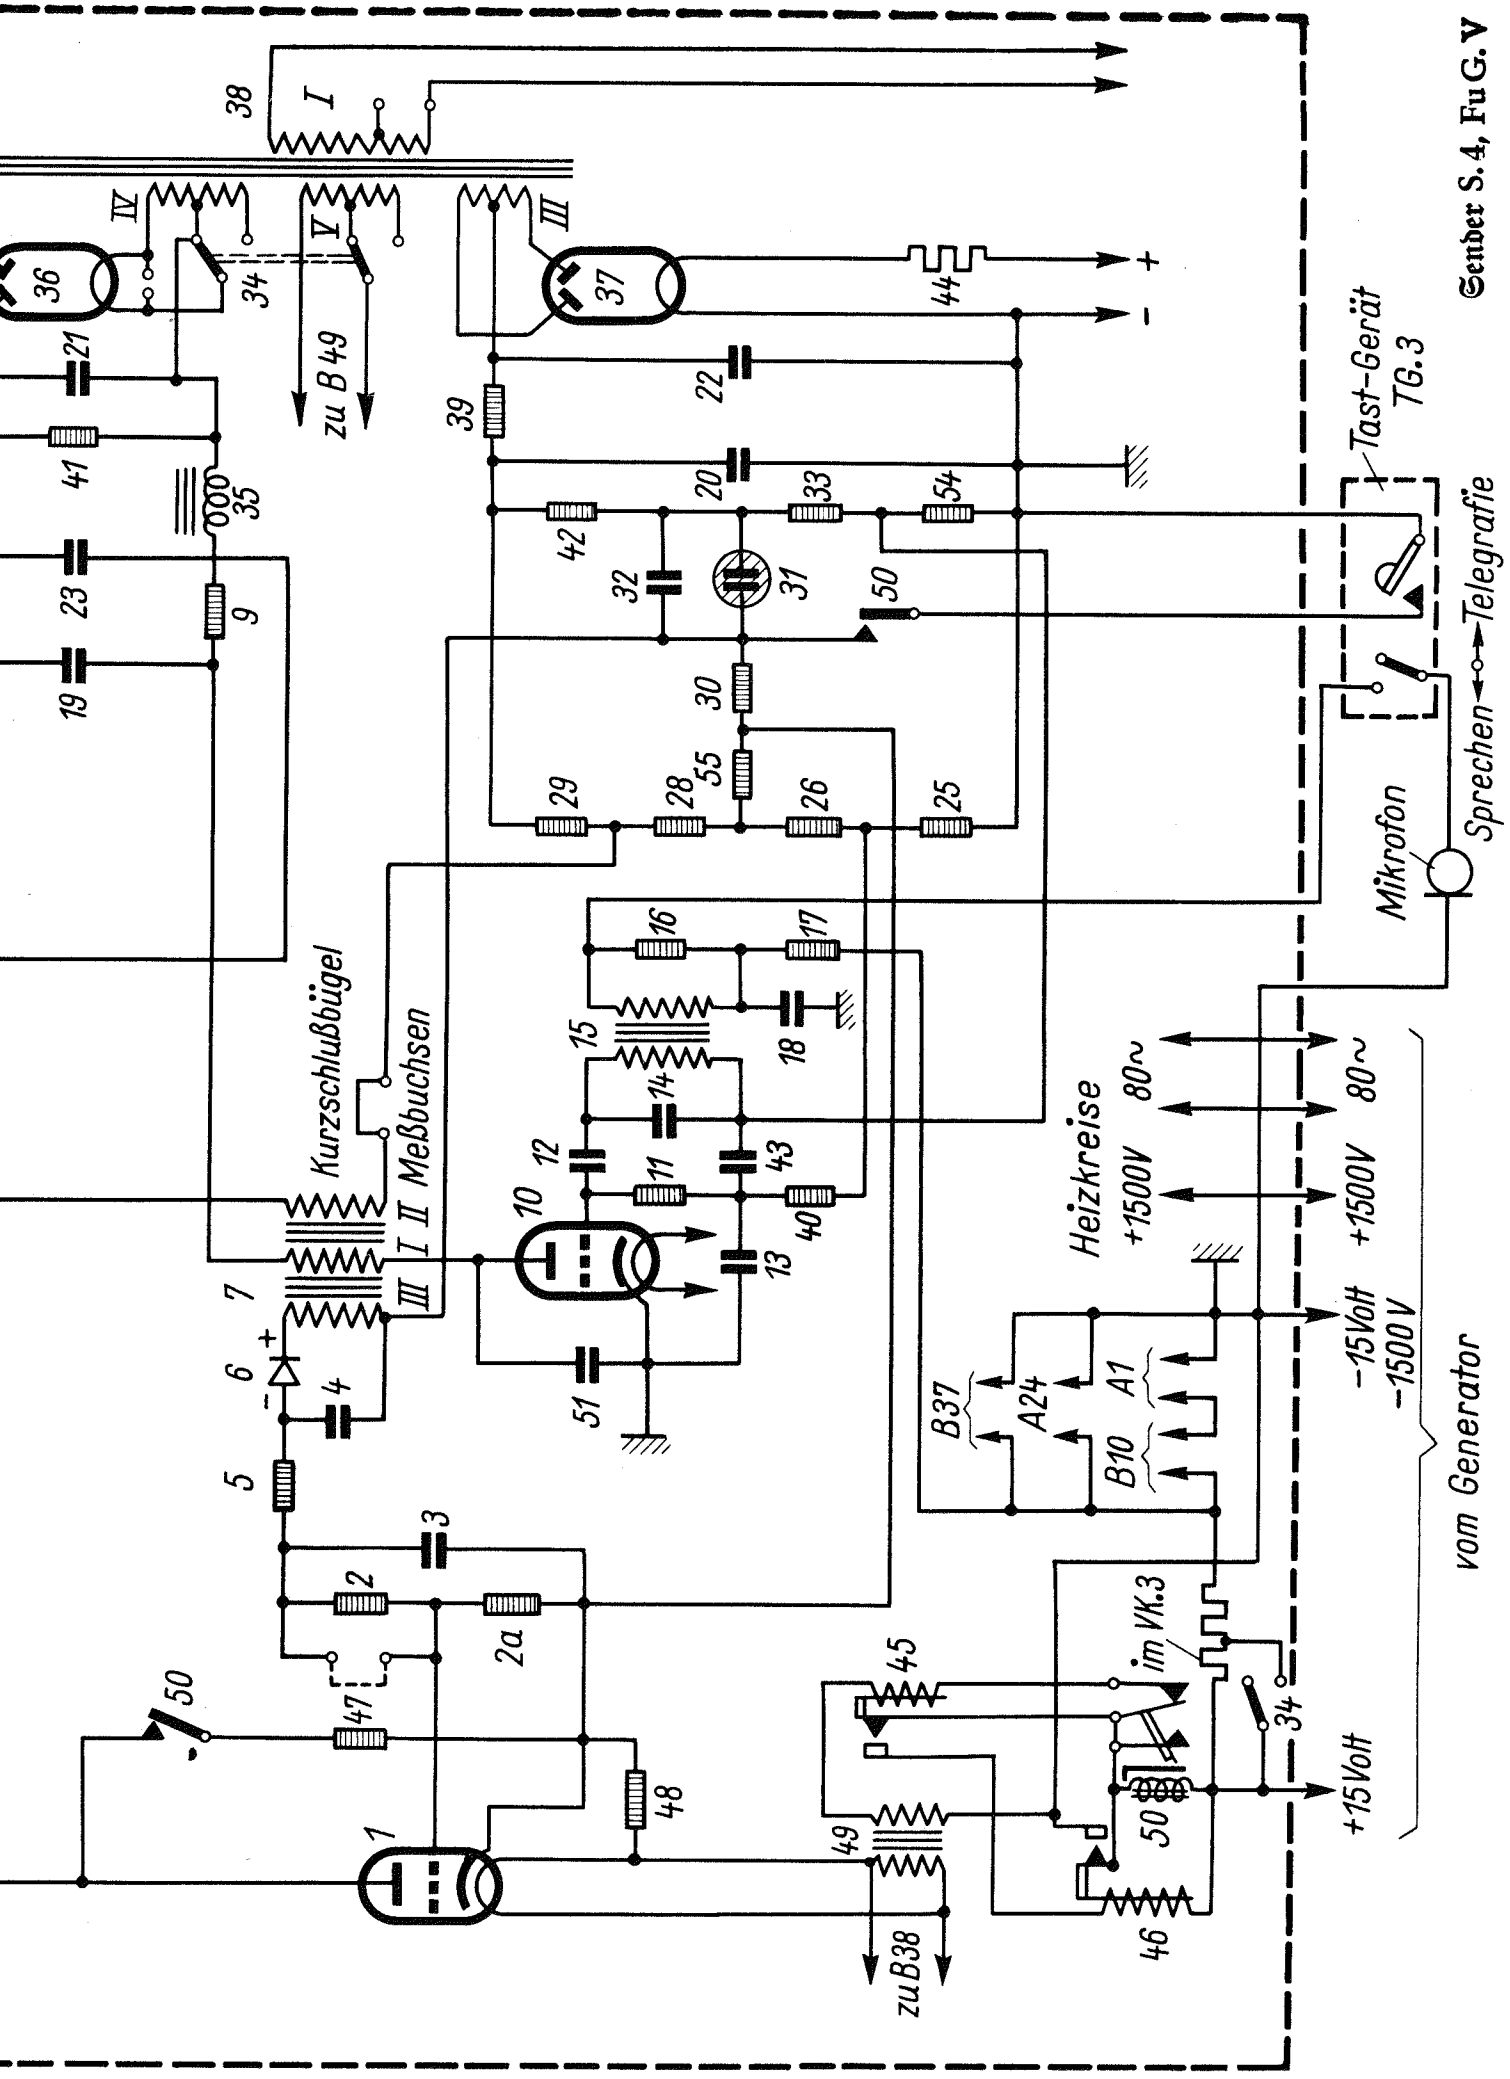 19
23
41
21
36
IV
50
7
6
5
9
35
34
38
+
-
Kurzschlußbügel
zu B 49
V
I
4
47
2
1
III I II Meßbuchsen
3
39
2a
10
12
III
51
15
29
42
37
32
48
11
14
16
28
30
55
20
22
13
43
18
31
40
17
26
33
49
50
45
zu B38
B37
25
54
44
A24
Heizkreise
B10 A1
+1500V 80~
im VK.3
46
50
+ -
34
+15Volt
-15Volt
-1500V
+1500V 80~
Mikrofon
Tast-Gerät
TG.3
vom Generator
Sprechen Telegrafie
Sender S. 4, Fu G. V